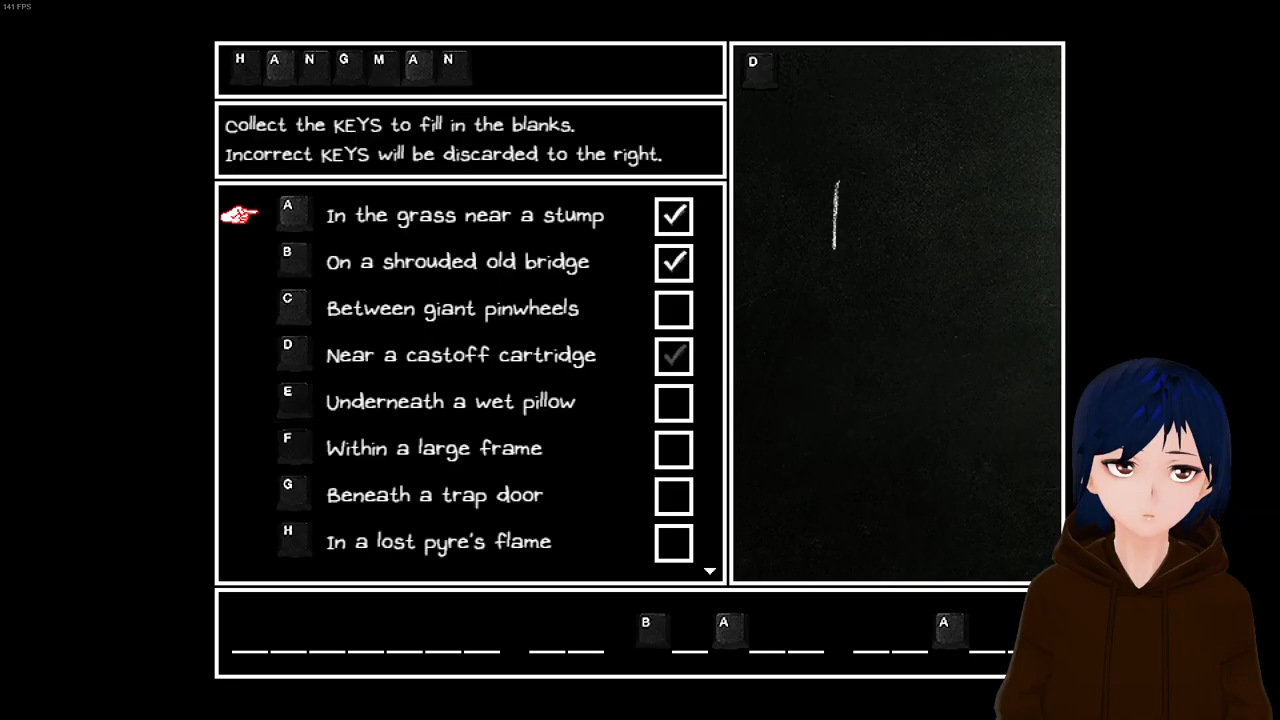 141 FPS
H A N G M A N
D
Collect the KEYS to fill in the blanks.
Incorrect KEYS will be discarded to the right.
A In the grass near a stump
B On a shrouded old bridge
C Between giant pinwheels
D Near a castoff cartridge
E Underneath a wet pillow
F Within a large frame
G Beneath a trap door
H In a lost pyre's flame
B A A